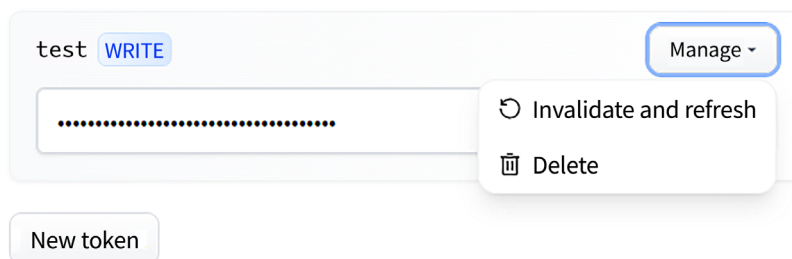 test WRITE
Manage
Invalidate and refresh
Delete
New token